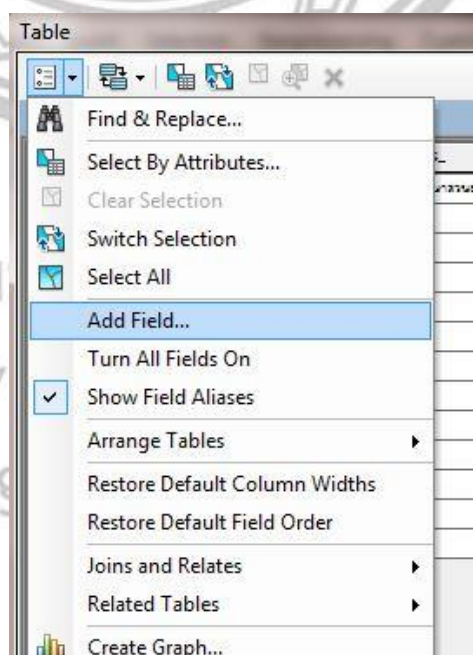 Table
Find & Replace...
Select By Attributes...
Clear Selection
Switch Selection
Select All
Add Field...
Turn All Fields On
Show Field Aliases
Arrange Tables
Restore Default Column Widths
Restore Default Field Order
Joins and Relates
Related Tables
Create Graph...